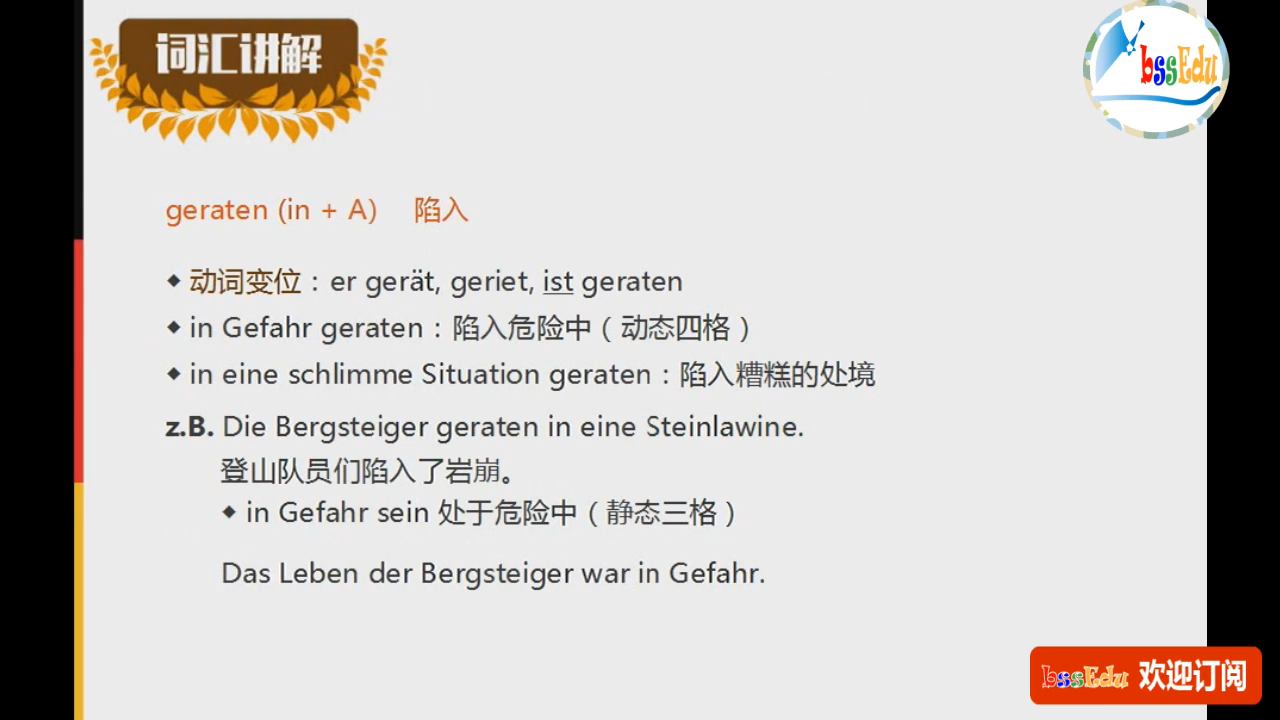 词汇讲解
bssEdu
geraten (in + A) 陷入
◆ 动词变位：er gerät, geriet, ist geraten
◆ in Gefahr geraten：陷入危险中（动态四格）
◆ in eine schlimme Situation geraten：陷入糟糕的处境
z.B. Die Bergsteiger geraten in eine Steinlawine.
登山队员们陷入了岩崩。
◆ in Gefahr sein 处于危险中（静态三格）
Das Leben der Bergsteiger war in Gefahr.
bssEdu 欢迎订阅